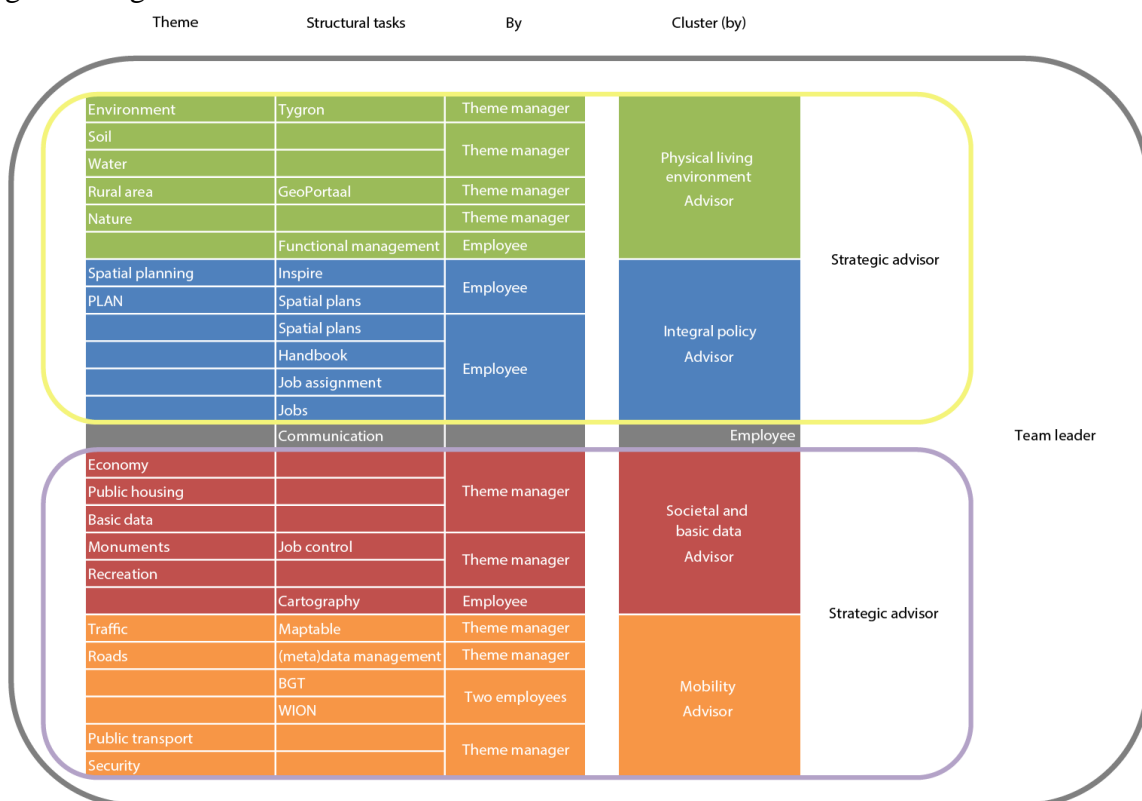 Theme Structural tasks By Cluster (by)
Environment Tygron Theme manager
Soil
Theme manager
Water
Physical living
environment
Advisor
Rural area GeoPortaal Theme manager
Nature Theme manager
Functional management Employee
Strategic advisor
Spatial planning Inspire
Employee
PLAN Spatial plans
Spatial plans
Integral policy
Advisor
Handbook
Employee
Job assignment
Jobs
Communication Employee
Team leader
Economy
Public housing Theme manager
Basic data
Societal and
basic data
Advisor
Monuments Job control
Theme manager
Recreation
Cartography Employee
Strategic advisor
Traffic Maptable Theme manager
Roads (meta)data management Theme manager
BGT
Two employees
WION
Mobility
Advisor
Public transport
Theme manager
Security